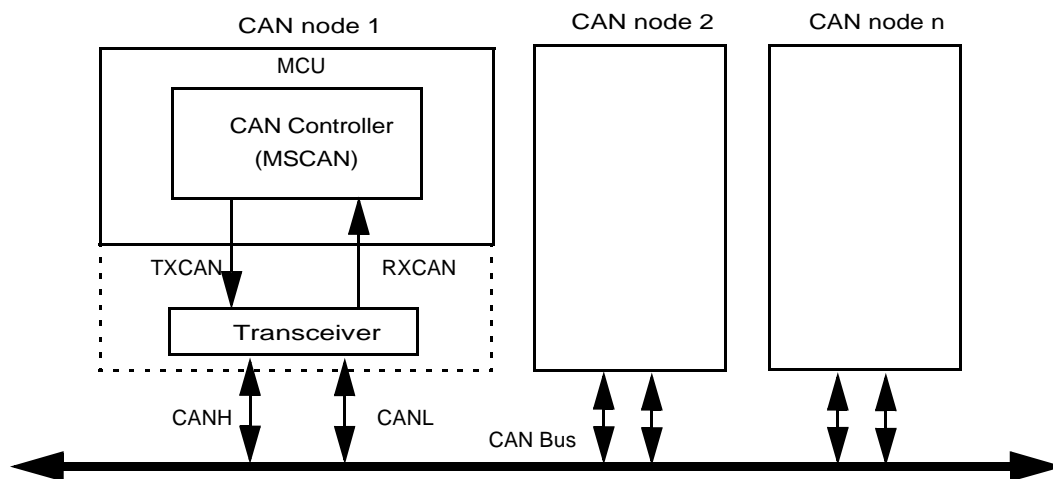 CAN node 1
CAN node 2
CAN node n
MCU
CAN Controller
(MSCAN)
TXCAN
RXCAN
Transceiver
CANH
CANL
CAN Bus